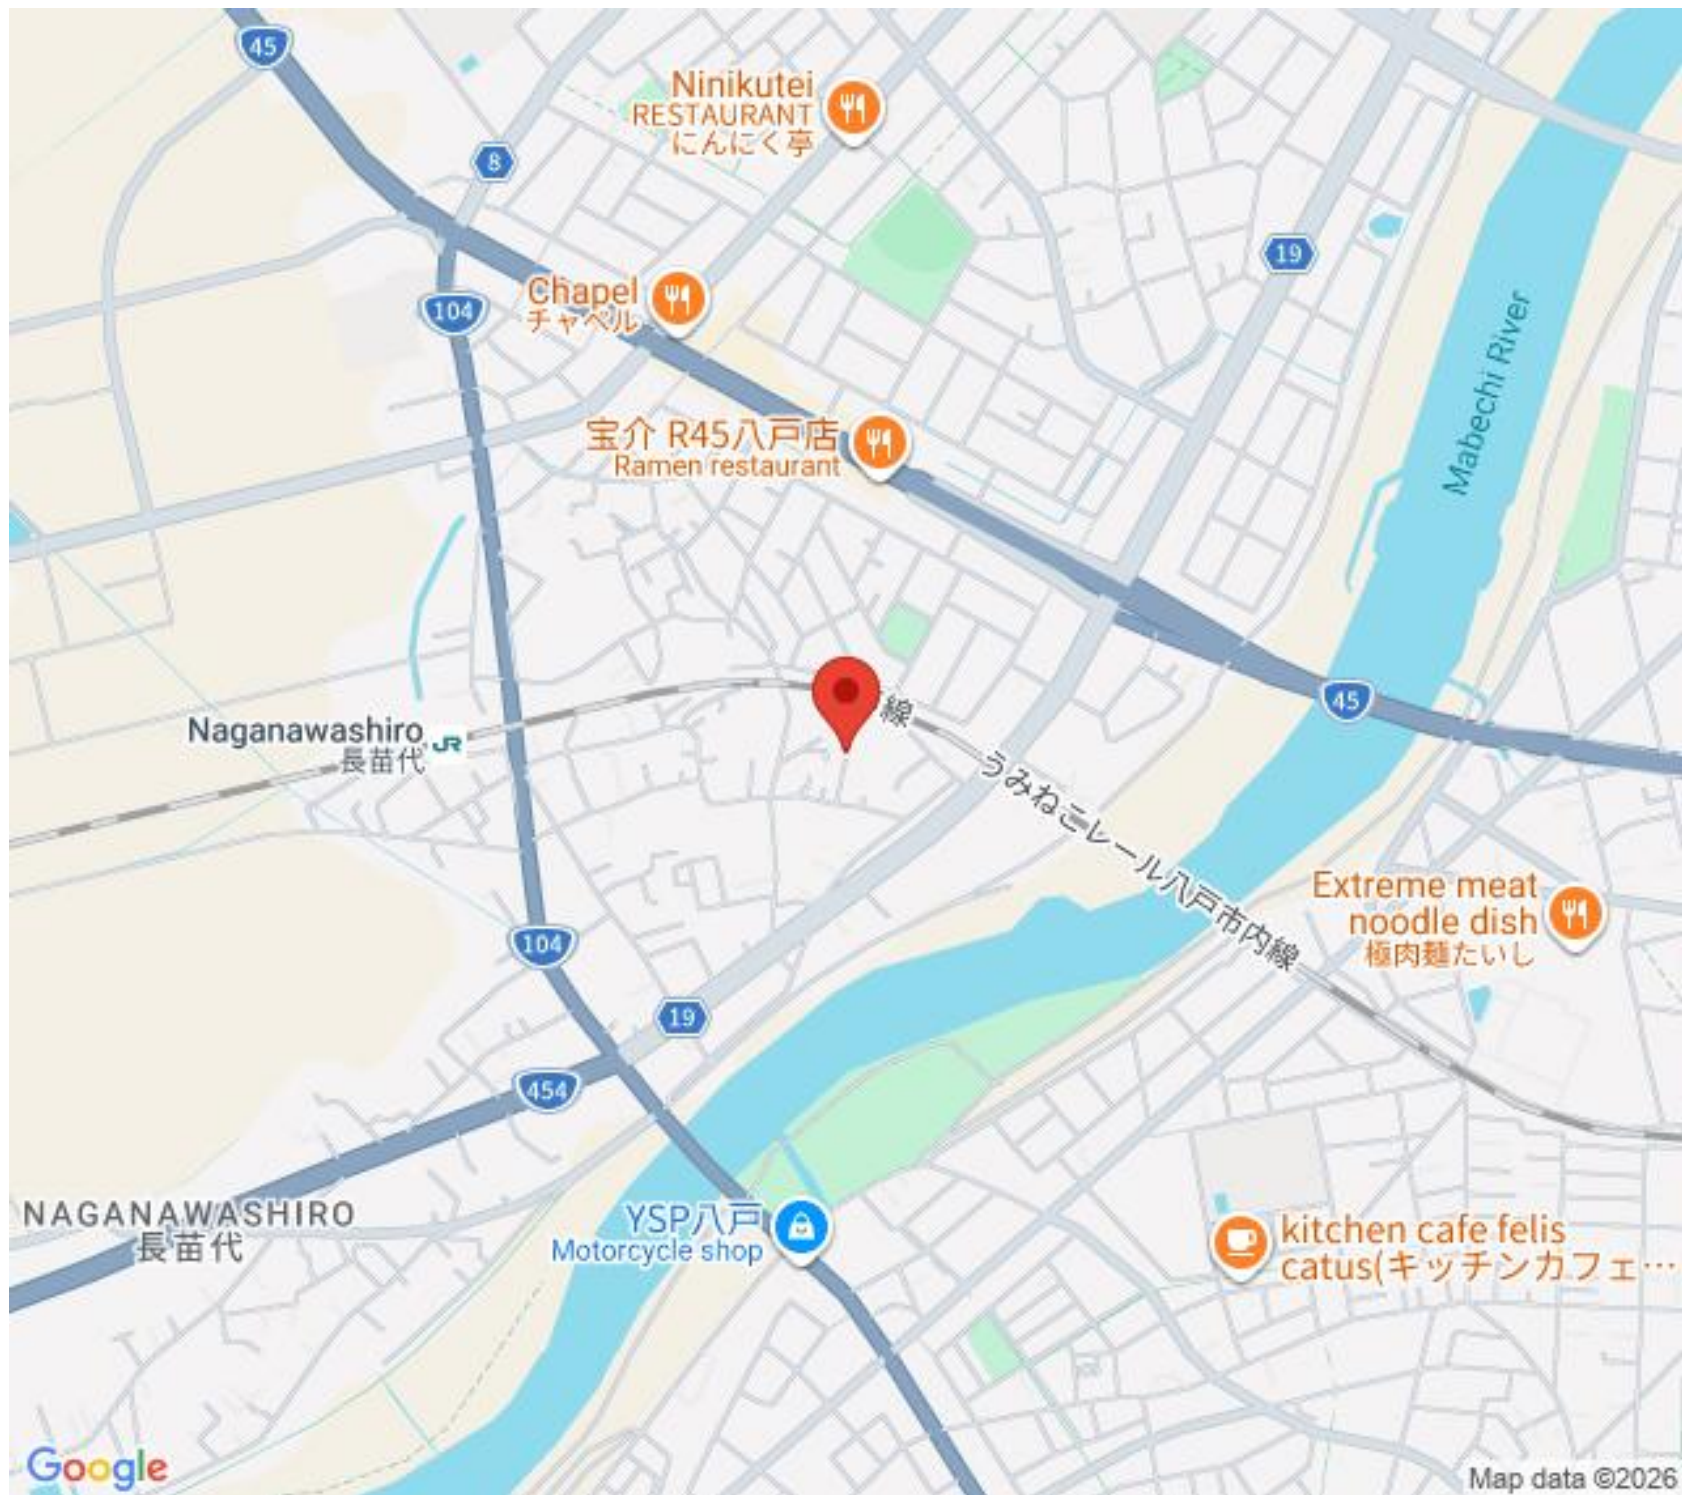 45
Ninikutei
RESTAURANT
にんにく亭
8
19
Chapel
チャペル
104
Mabechi River
宝介 R45八戸店
Ramen restaurant
45
線
Naganawashiro
長苗代
JR
うみねこレール八戸市内線
Extreme meat
noodle dish
極肉麺たいし
104
19
454
NAGANAWASHIRO
長苗代
YSP八戸
Motorcycle shop
kitchen cafe felis
catus(キッチンカフェ…
Google
Map data ©2026